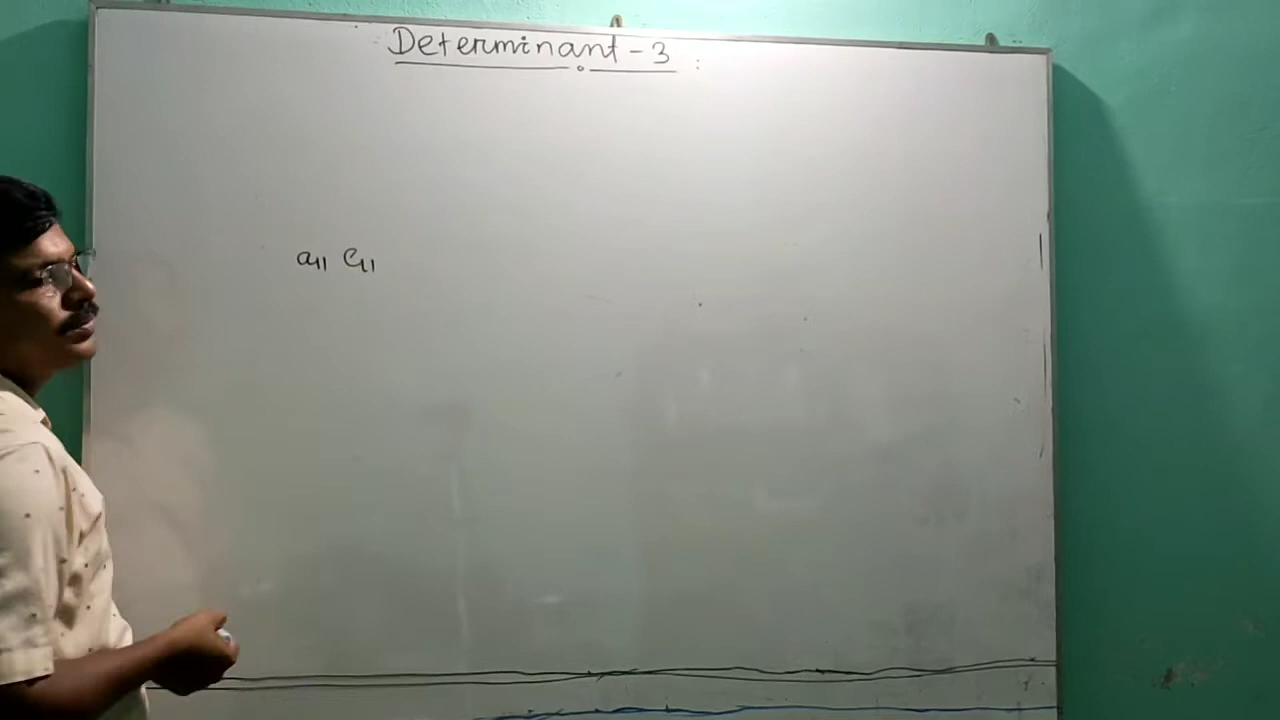 Determinant - 3 :
a₁₁ C₁₁